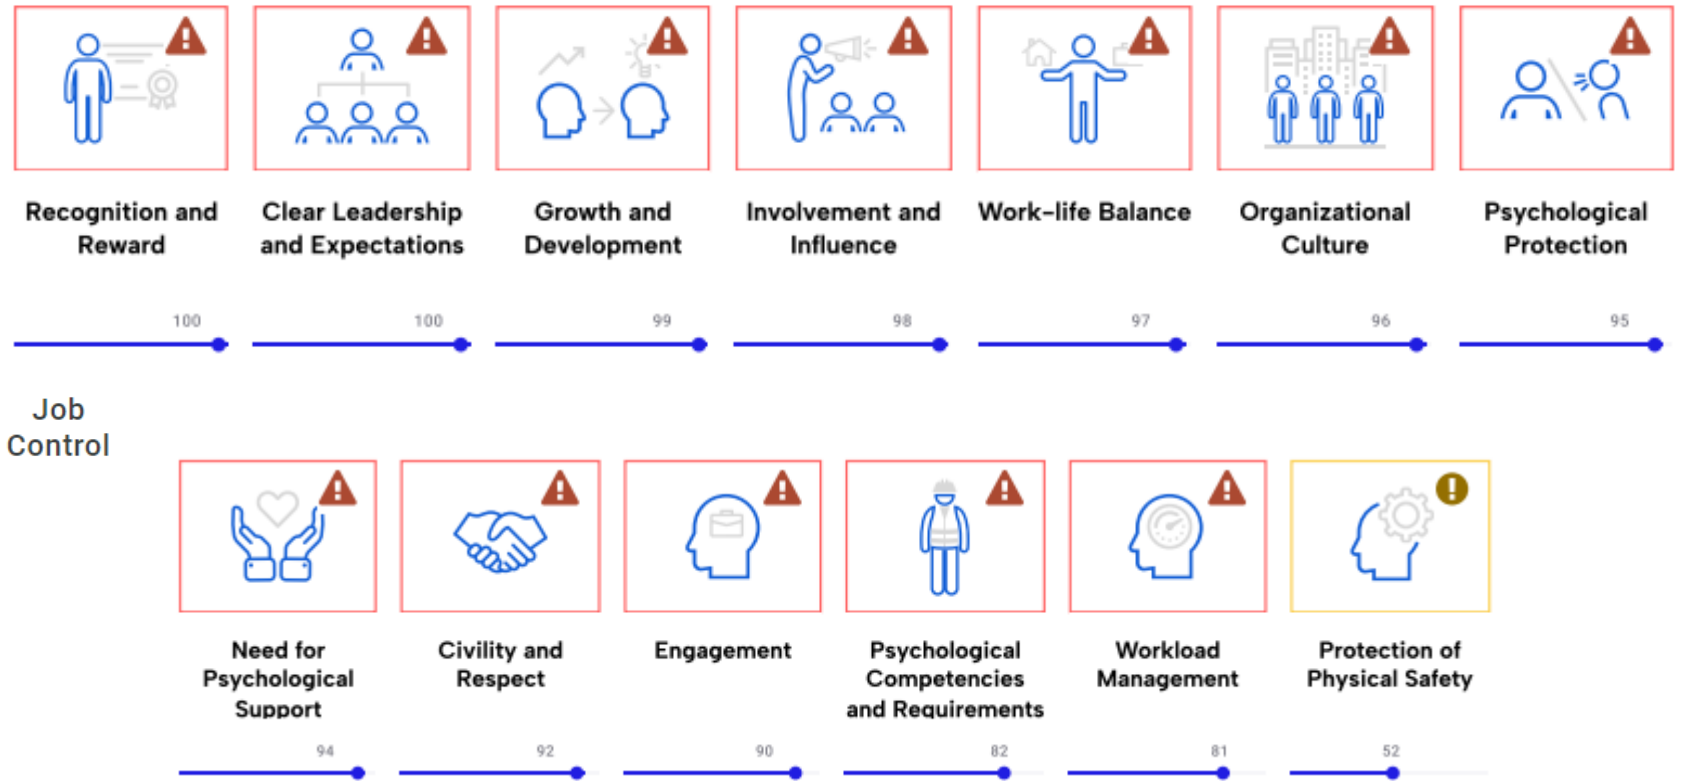 Recognition and
Reward
Clear Leadership
and Expectations
Growth and
Development
Involvement and
Influence
Work-life Balance
Organizational
Culture
Psychological
Protection
100
100
99
98
97
96
95
Job
Control
Need for
Psychological
Support
Civility and
Respect
Engagement
Psychological
Competencies
and Requirements
Workload
Management
Protection of
Physical Safety
94
92
90
82
81
52